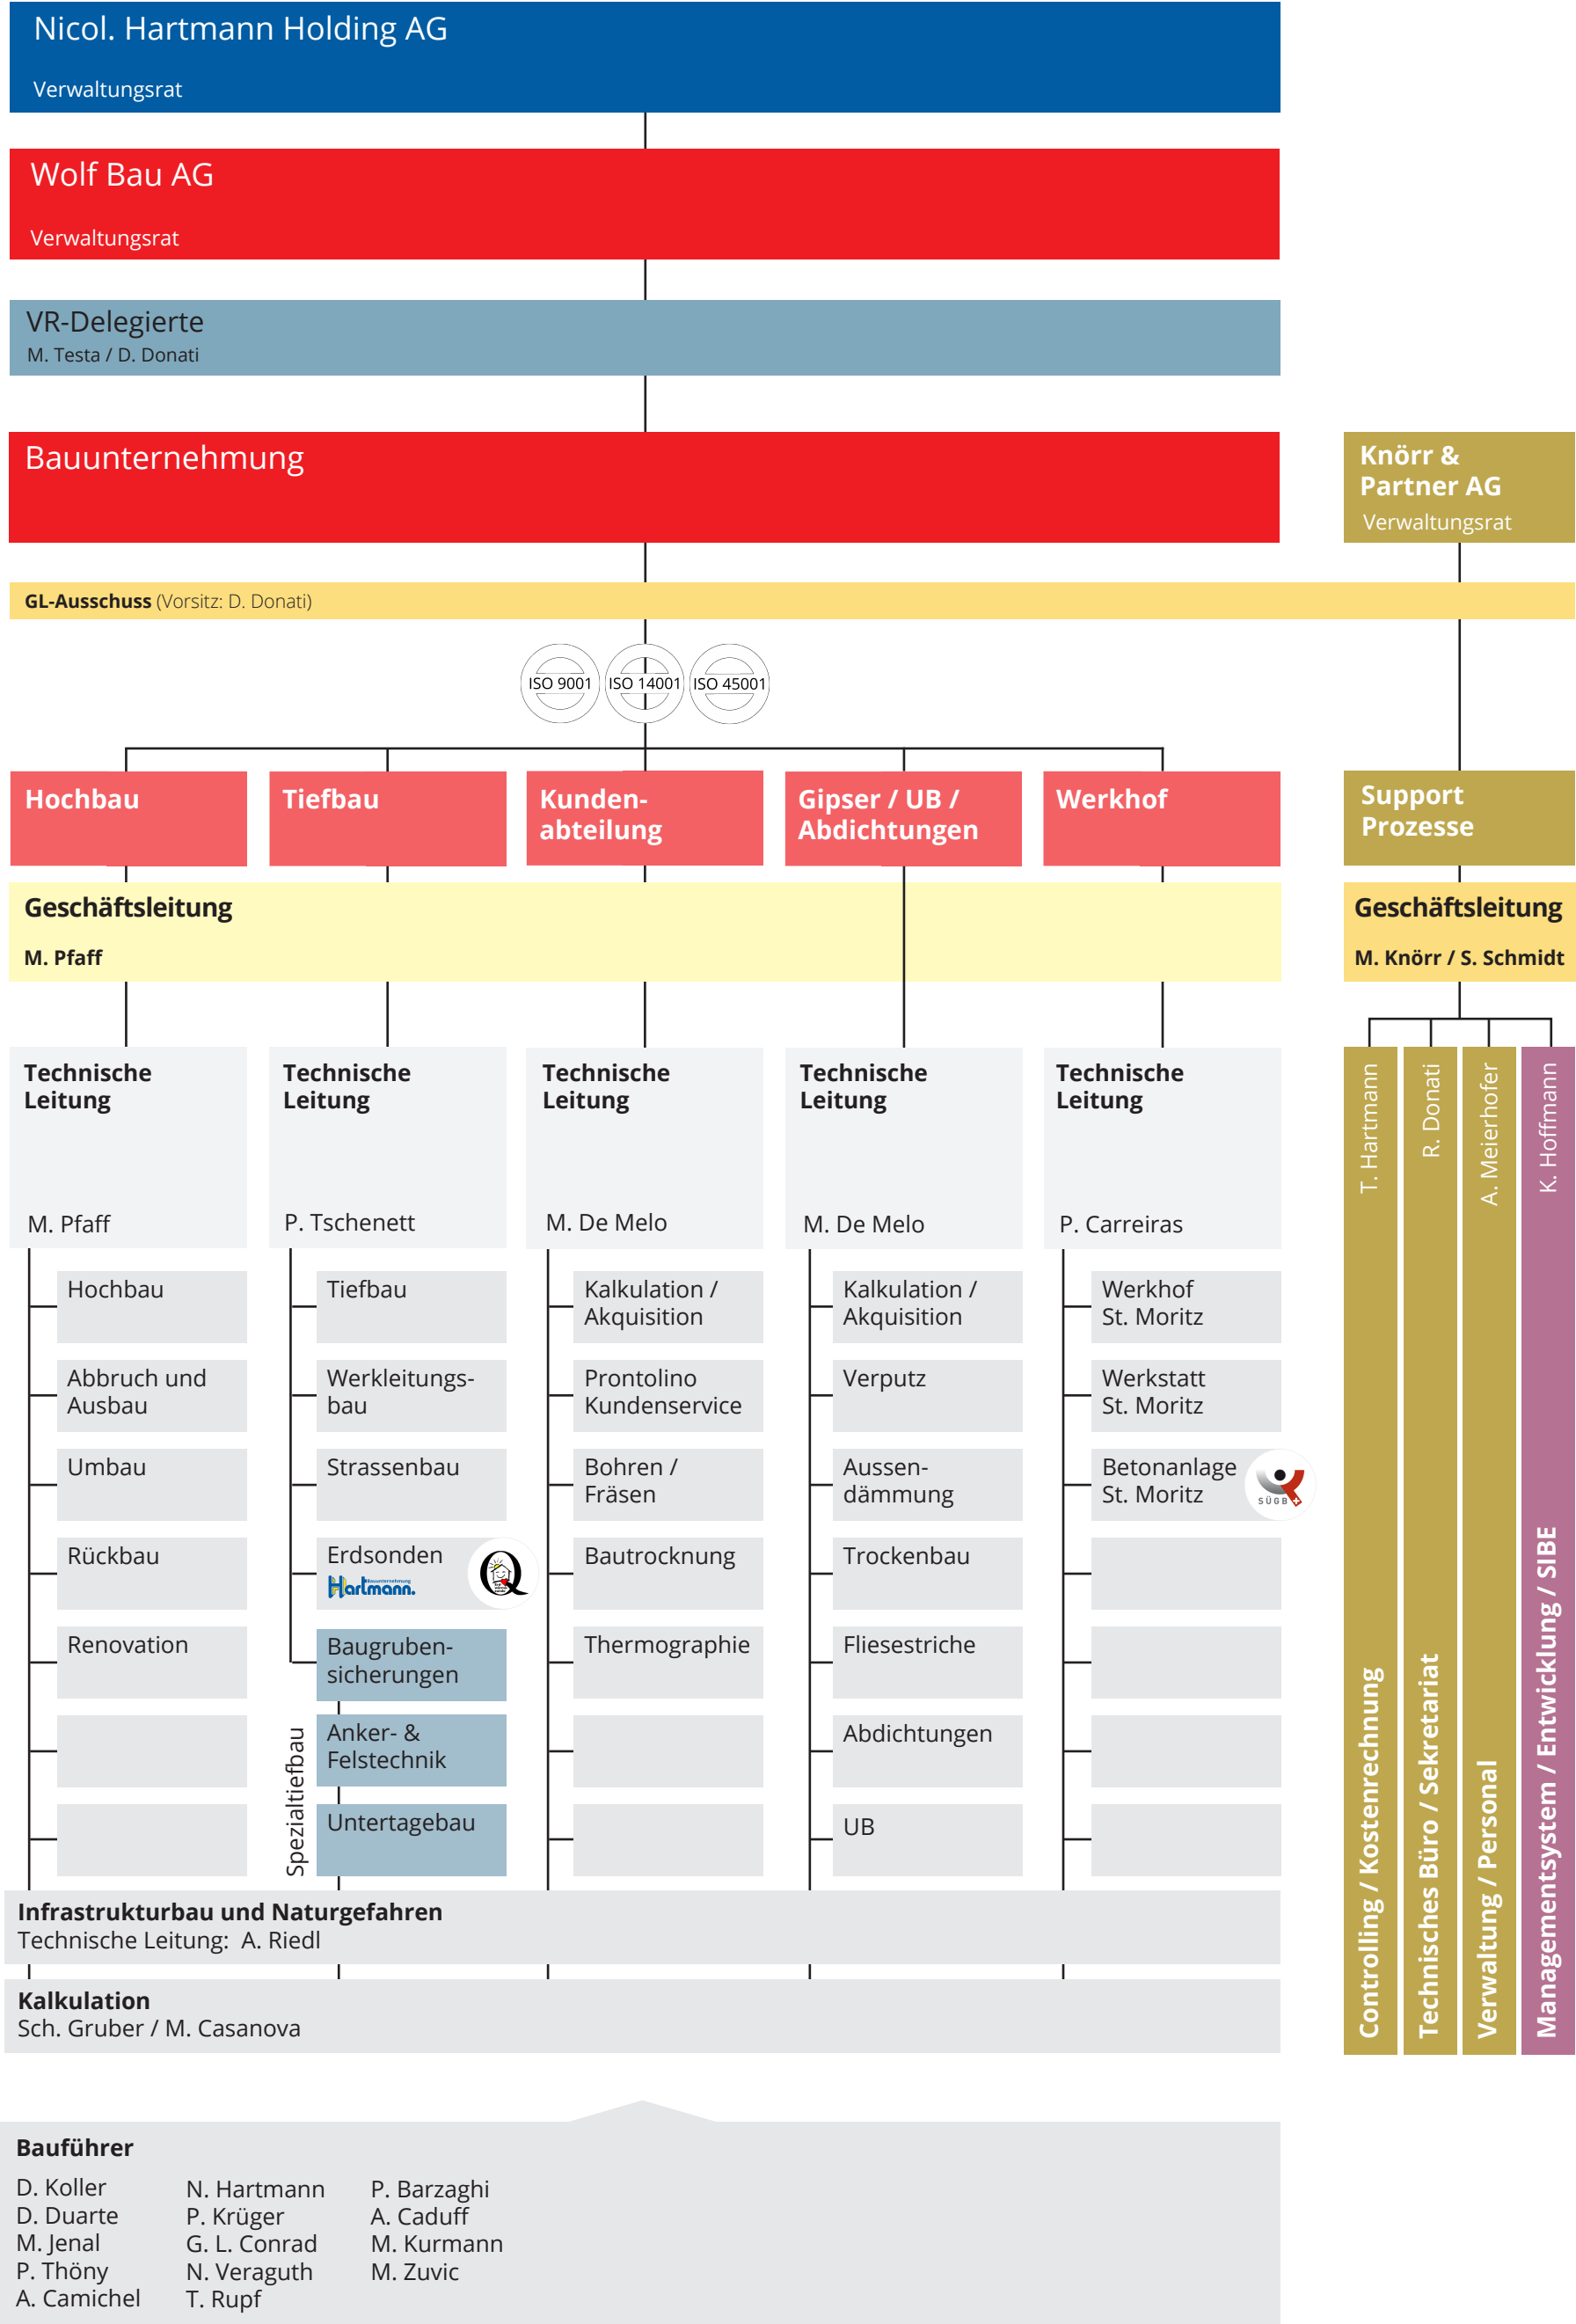 Nicol. Hartmann Holding AG
Verwaltungsrat
Wolf Bau AG
Verwaltungsrat
VR-Delegierte
M. Testa / D. Donati
Bauunternehmung
Knörr &
Partner AG
Verwaltungsrat
GL-Ausschuss (Vorsitz: D. Donati)
ISO 9001
ISO 14001
ISO 45001
Hochbau
Tiefbau
Kunden-
abteilung
Gipser / UB /
Abdichtungen
Werkhof
Support
Prozesse
Geschäftsleitung
M. Pfaff
Geschäftsleitung
M. Knörr / S. Schmidt
Technische
Leitung
M. Pfaff
Hochbau
Abbruch und
Ausbau
Umbau
Rückbau
Renovation
Technische
Leitung
P. Tschenett
Tiefbau
Werkleitungs-
bau
Strassenbau
Erdsonden
Bauunternehmung
Hartmann.
Q
Spezialtiefbau
Baugruben-
sicherungen
Anker- &
Felstechnik
Untertagebau
Technische
Leitung
M. De Melo
Kalkulation /
Akquisition
Prontolino
Kundenservice
Bohren /
Fräsen
Bautrocknung
Thermographie
Technische
Leitung
M. De Melo
Kalkulation /
Akquisition
Verputz
Aussen-
dämmung
Trockenbau
Fliesestriche
Abdichtungen
UB
Technische
Leitung
P. Carreiras
Werkhof
St. Moritz
Werkstatt
St. Moritz
Betonanlage
St. Moritz
SÜGB
Controlling / Kostenrechnung T. Hartmann
Technisches Büro / Sekretariat R. Donati
Verwaltung / Personal A. Meierhofer
Managementsystem / Entwicklung / SIBE K. Hoffmann
Infrastrukturbau und Naturgefahren
Technische Leitung: A. Riedl
Kalkulation
Sch. Gruber / M. Casanova
Bauführer
D. Koller
D. Duarte
M. Jenal
P. Thöny
A. Camichel
N. Hartmann
P. Krüger
G. L. Conrad
N. Veraguth
T. Rupf
P. Barzaghi
A. Caduff
M. Kurmann
M. Zuvic